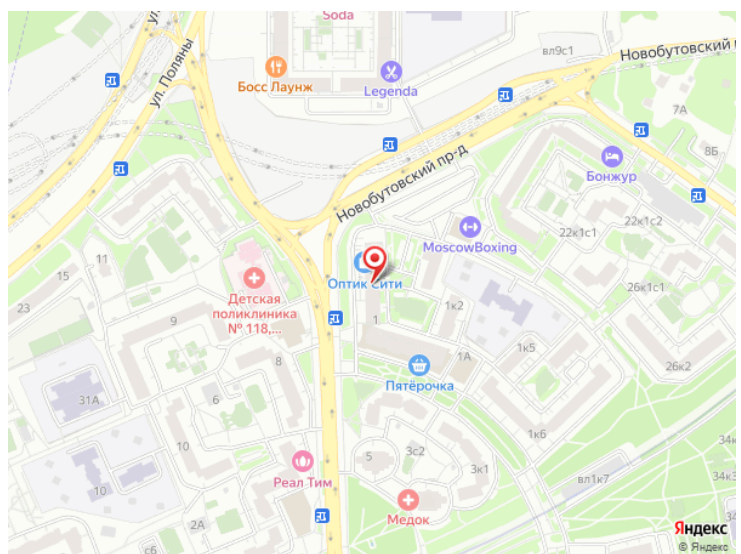 Soda
ул. Поляны
Босс Лаунж
Legenda
вл9с1
Новобутовский п
7А
8Б
Новобутовский пр-д
Бонжур
22к1с2
22к1с1
MoscowBoxing
15
11
23
Детская
поликлиника
№ 118,...
Оптик Сити
26к1с1
1к2
9
1
1к5
8
1А
26к2
Пятёрочка
31А
6
10
1к6
3с2
34к
5
3к1
Реал Тим
вл1к7
10
Медок
2А
с6
Яндекс
© Яндекс